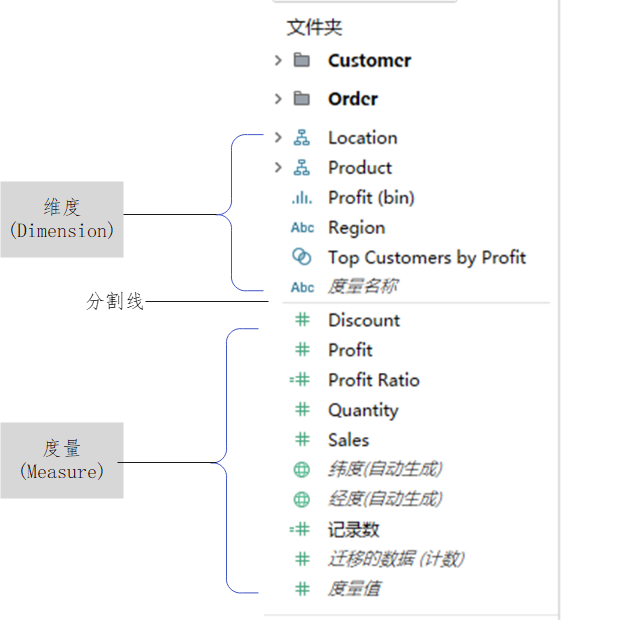 文件夹
Customer
Order
Location
Product
Profit (bin)
Abc Region
Top Customers by Profit
Abc 度量名称
维度
(Dimension)
分割线
Discount
Profit
Profit Ratio
Quantity
Sales
纬度(自动生成)
经度(自动生成)
记录数
迁移的数据 (计数)
度量值
度量
(Measure)